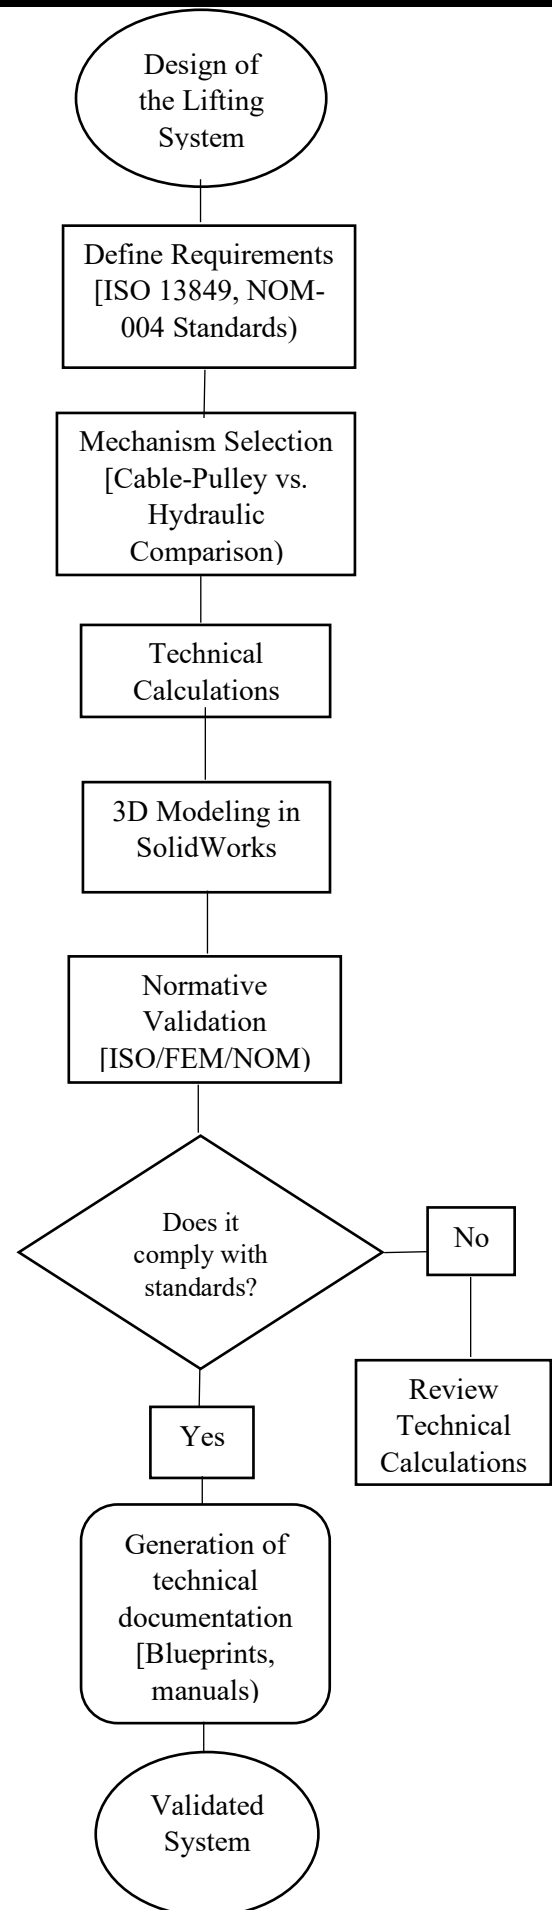 Design of
the Lifting
System
Define Requirements
[ISO 13849, NOM-
004 Standards)
Mechanism Selection
[Cable-Pulley vs.
Hydraulic
Comparison)
Technical
Calculations
3D Modeling in
SolidWorks
Normative
Validation
[ISO/FEM/NOM)
Does it
comply with
standards?
No
Review
Technical
Calculations
Yes
Generation of
technical
documentation
[Blueprints,
manuals)
Validated
System